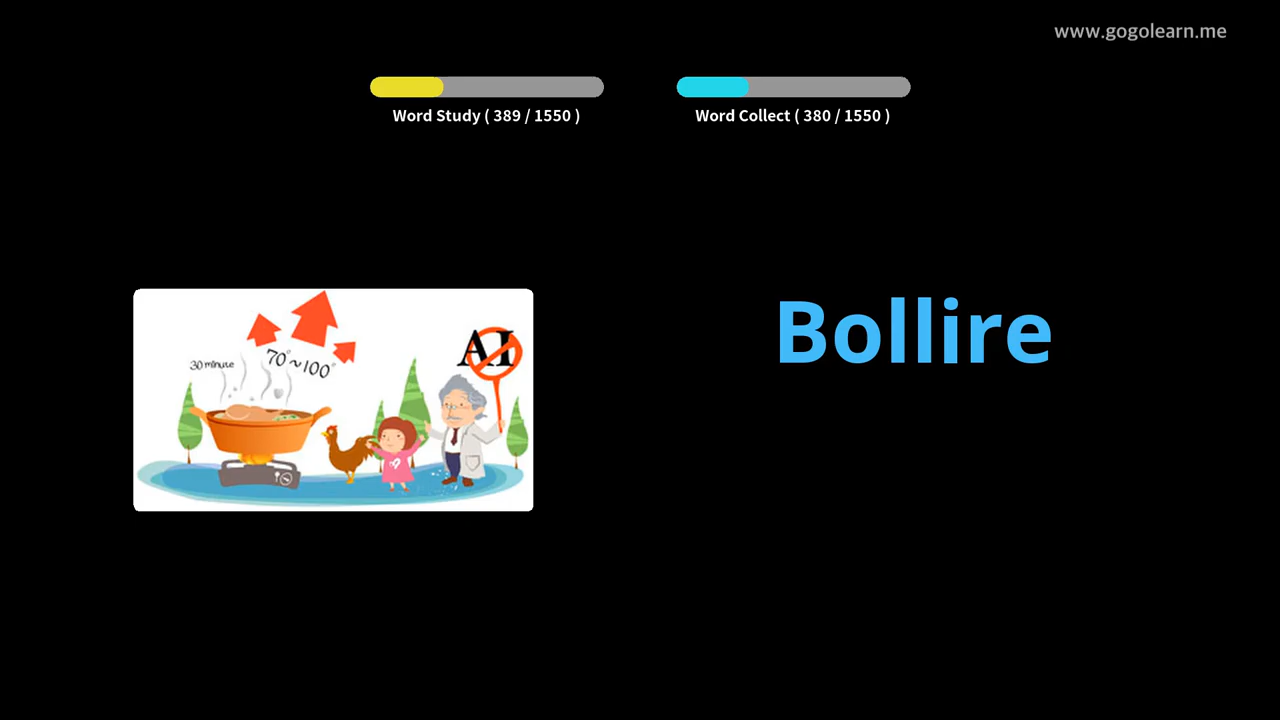 www.gogolearn.me
Word Study ( 389 / 1550 )
Word Collect ( 380 / 1550 )
30 minute
70°~100°
AI
Bollire